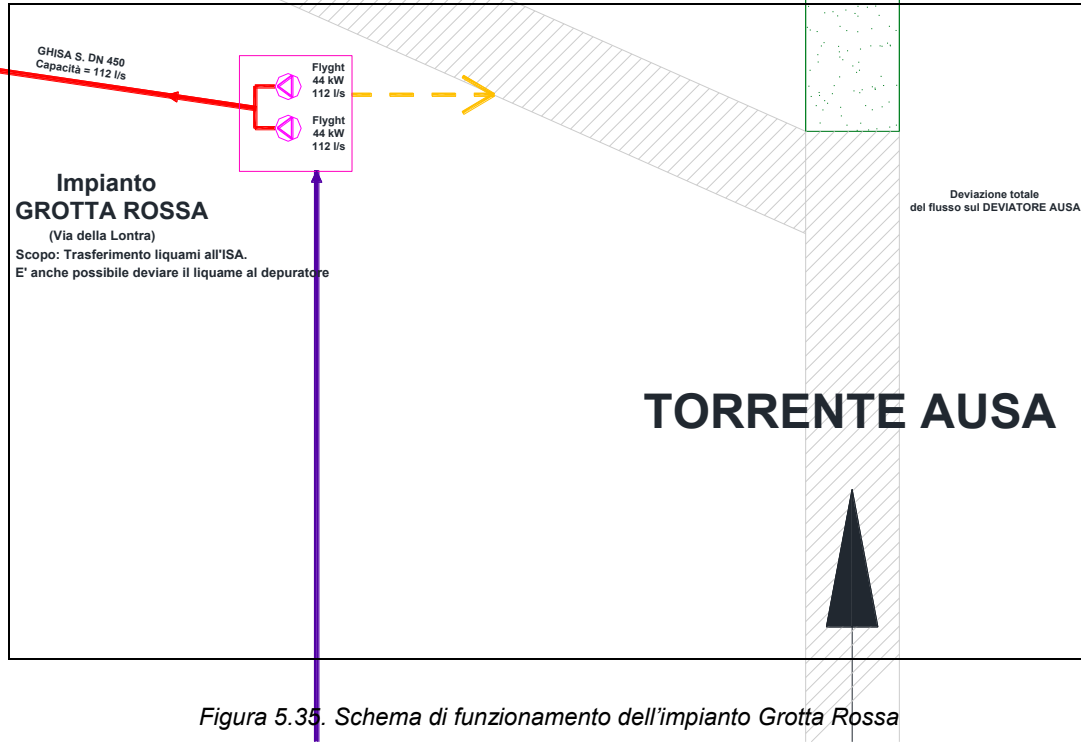 GHISA S. DN 450
Capacità = 112 l/s
Flyght
44 kW
112 l/s
Flyght
44 kW
112 l/s
Impianto
GROTTA ROSSA
(Via della Lontra)
Scopo: Trasferimento liquami all'ISA.
E' anche possibile deviare il liquame al depuratore
Deviazione totale
del flusso sul DEVIATORE AUSA
TORRENTE AUSA
Figura 5.35. Schema di funzionamento dell’impianto Grotta Rossa